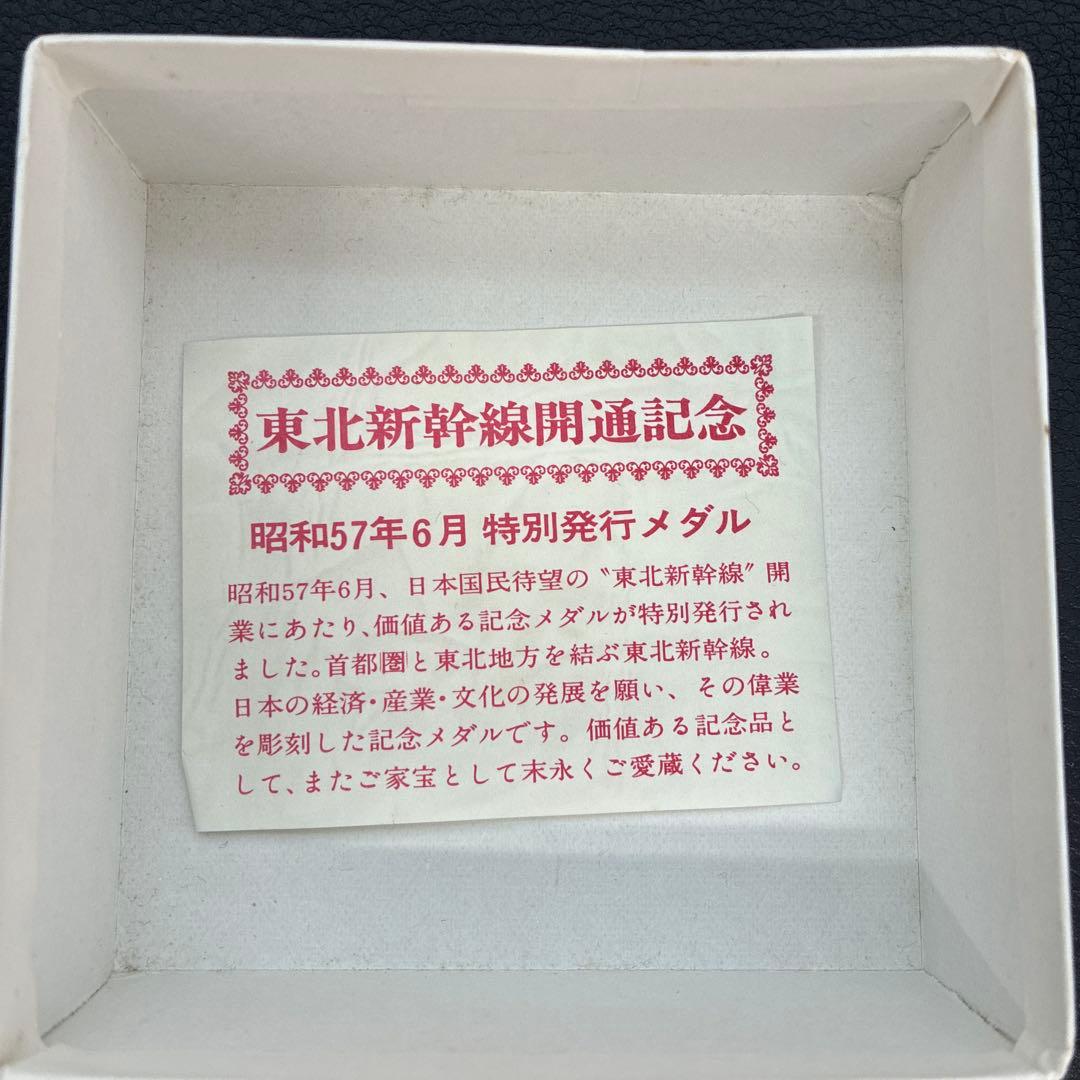 東北新幹線開通記念
昭和57年6月 特別発行メダル
昭和57年6月、日本国民待望の〝東北新幹線〟開
業にあたり、価値ある記念メダルが特別発行され
ました。首都圏と東北地方を結ぶ東北新幹線。
日本の経済・産業・文化の発展を願い、その偉業
を彫刻した記念メダルです。価値ある記念品と
して、またご家宝として末永くご愛蔵ください。